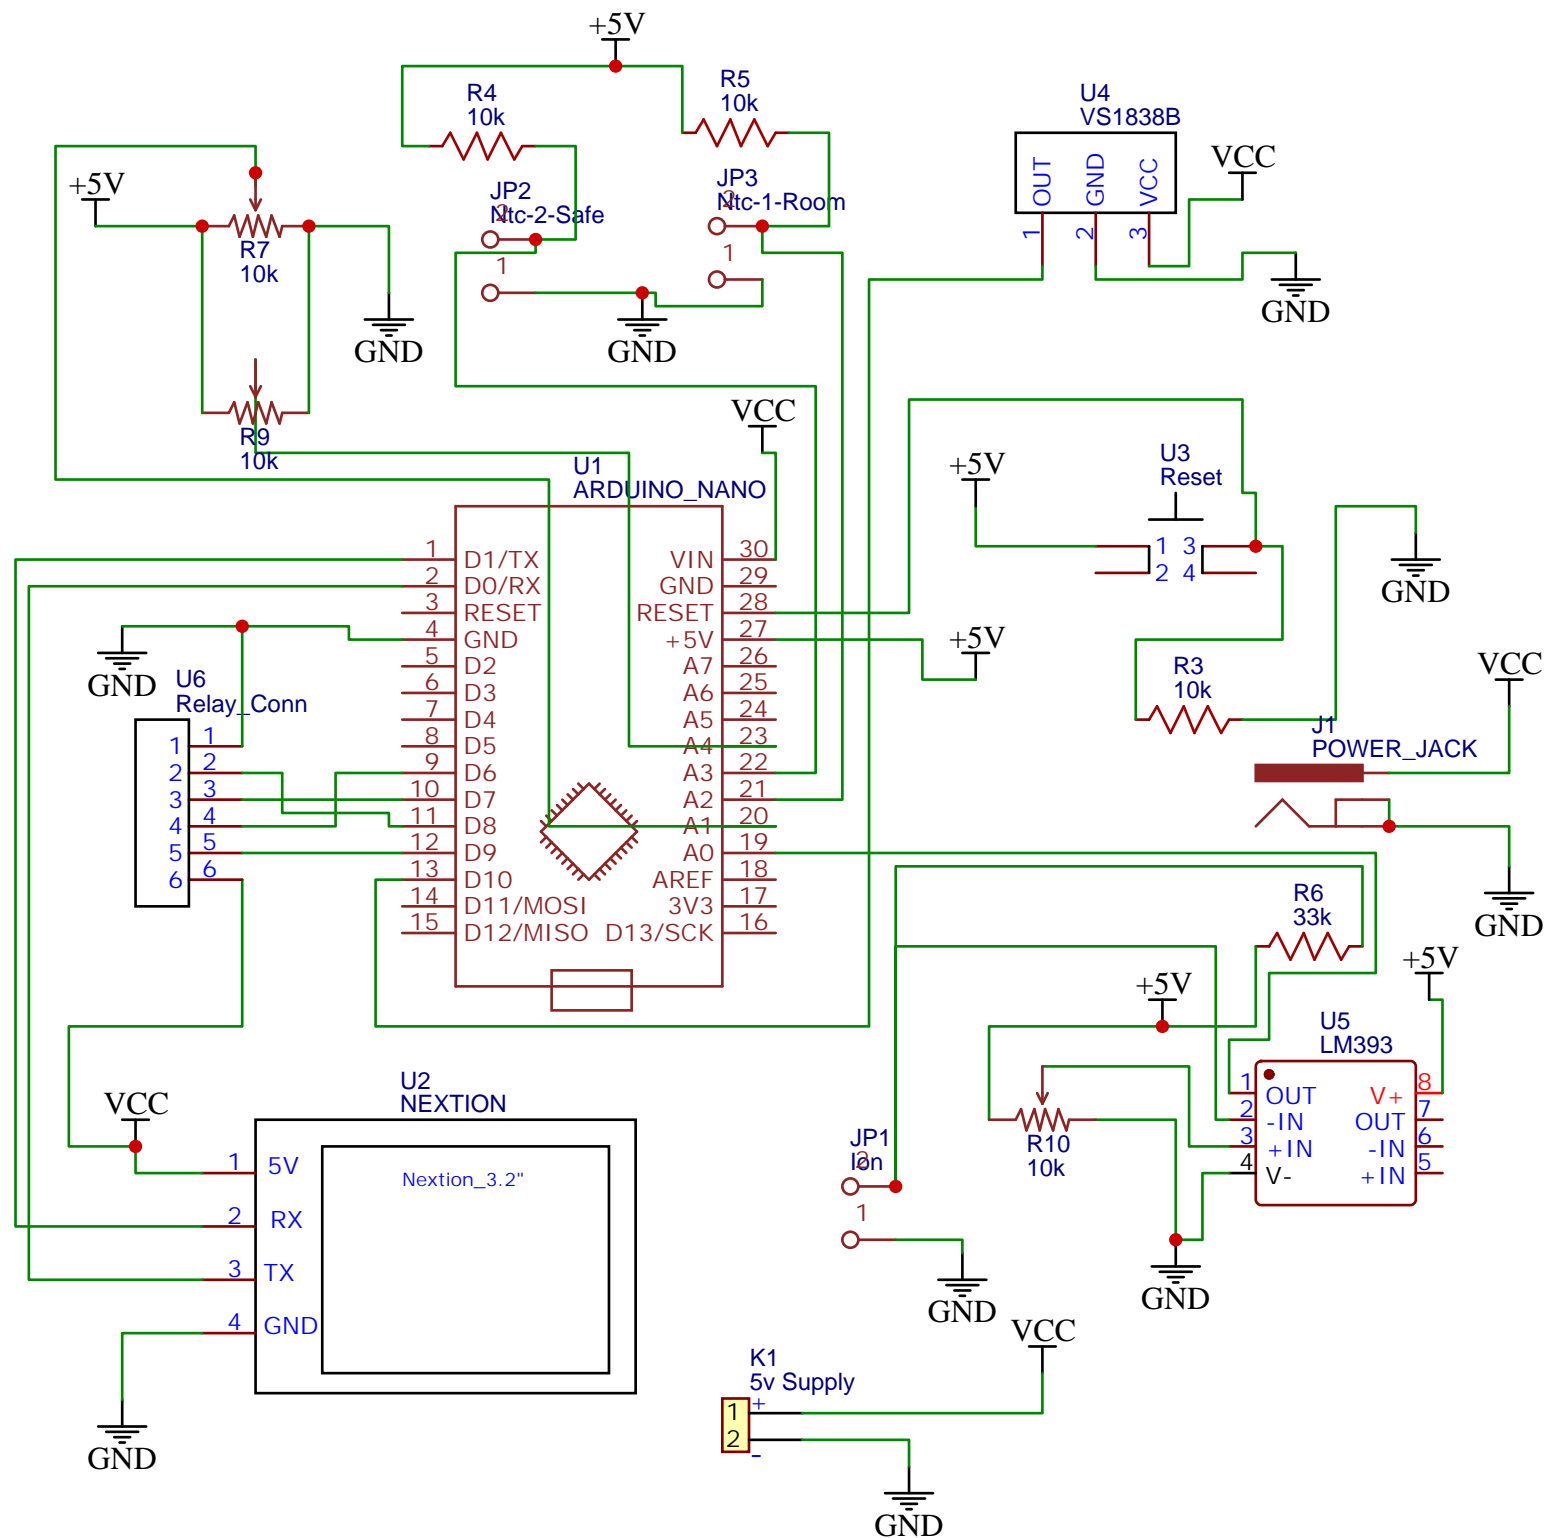 +5V
R4
10k
R5
10k
JP2
Ntc-2-Safe
2
1
JP3
Ntc-1-Room
2
1
GND
U4
VS1838B
OUT
GND
VCC
1
2
3
VCC
GND
+5V
R7
10k
GND
R9
10k
VCC
U1
ARDUINO_NANO
1 D1/TX VIN 30
2 D0/RX GND 29
3 RESET RESET 28
4 GND +5V 27
5 D2 A7 26
6 D3 A6 25
7 D4 A5 24
8 D5 A4 23
9 D6 A3 22
10 D7 A2 21
11 D8 A1 20
12 D9 A0 19
13 D10 AREF 18
14 D11/MOSI 3V3 17
15 D12/MISO D13/SCK 16
+5V
U3
Reset
1 3
2 4
GND
+5V
R3
10k
VCC
J1
POWER_JACK
GND
GND
U6
Relay_Conn
1 1
2 2
3 3
4 4
5 5
6 6
R6
33k
+5V
+5V
U5
LM393
1 OUT V+ 8
2 -IN OUT 7
3 +IN -IN 6
4 V- +IN 5
R10
10k
GND
JP1
Ion
2
1
GND
VCC
U2
NEXTION
Nextion_3.2"
1 5V
2 RX
3 TX
4 GND
GND
VCC
K1
5v Supply
1 +
2 -
GND